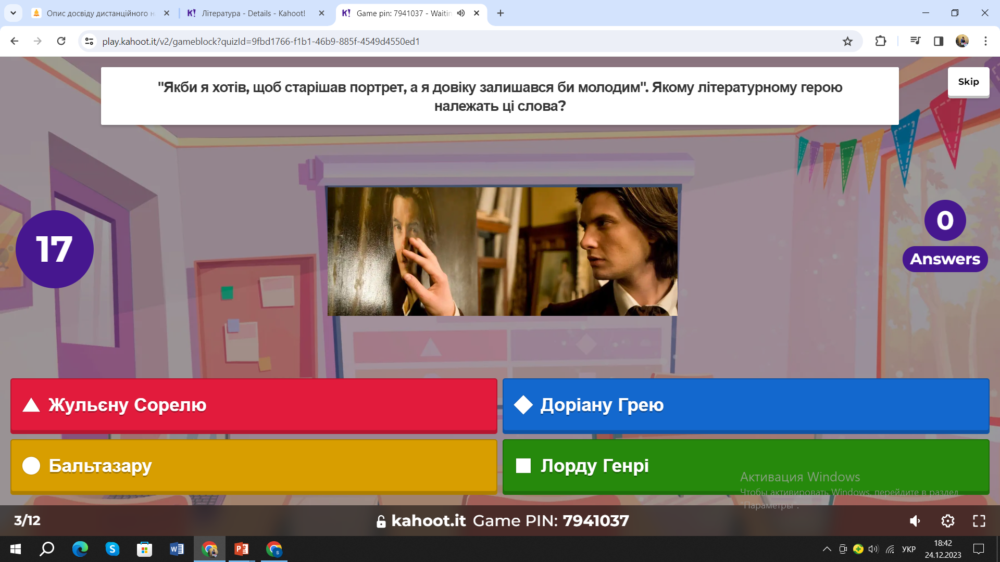 Опис досвіду дистанційного н
Література - Details - Kahoot!
Game pin: 7941037 - Waitin
play.kahoot.it/v2/gameblock?quizId=9fbd1766-f1b1-46b9-885f-4549d4550ed1
"Якби я хотів, щоб старішав портрет, а я довіку залишався би молодим". Якому літературному герою
належать ці слова?
Skip
17
0
Answers
Жульєну Сорелю
Доріану Грею
Бальтазару
Лорду Генрі
Активация Windows
Чтобы активировать Windows, перейдите в раздел
"Параметры".
3/12
kahoot.it Game PIN: 7941037
УКР
18:42
24.12.2023